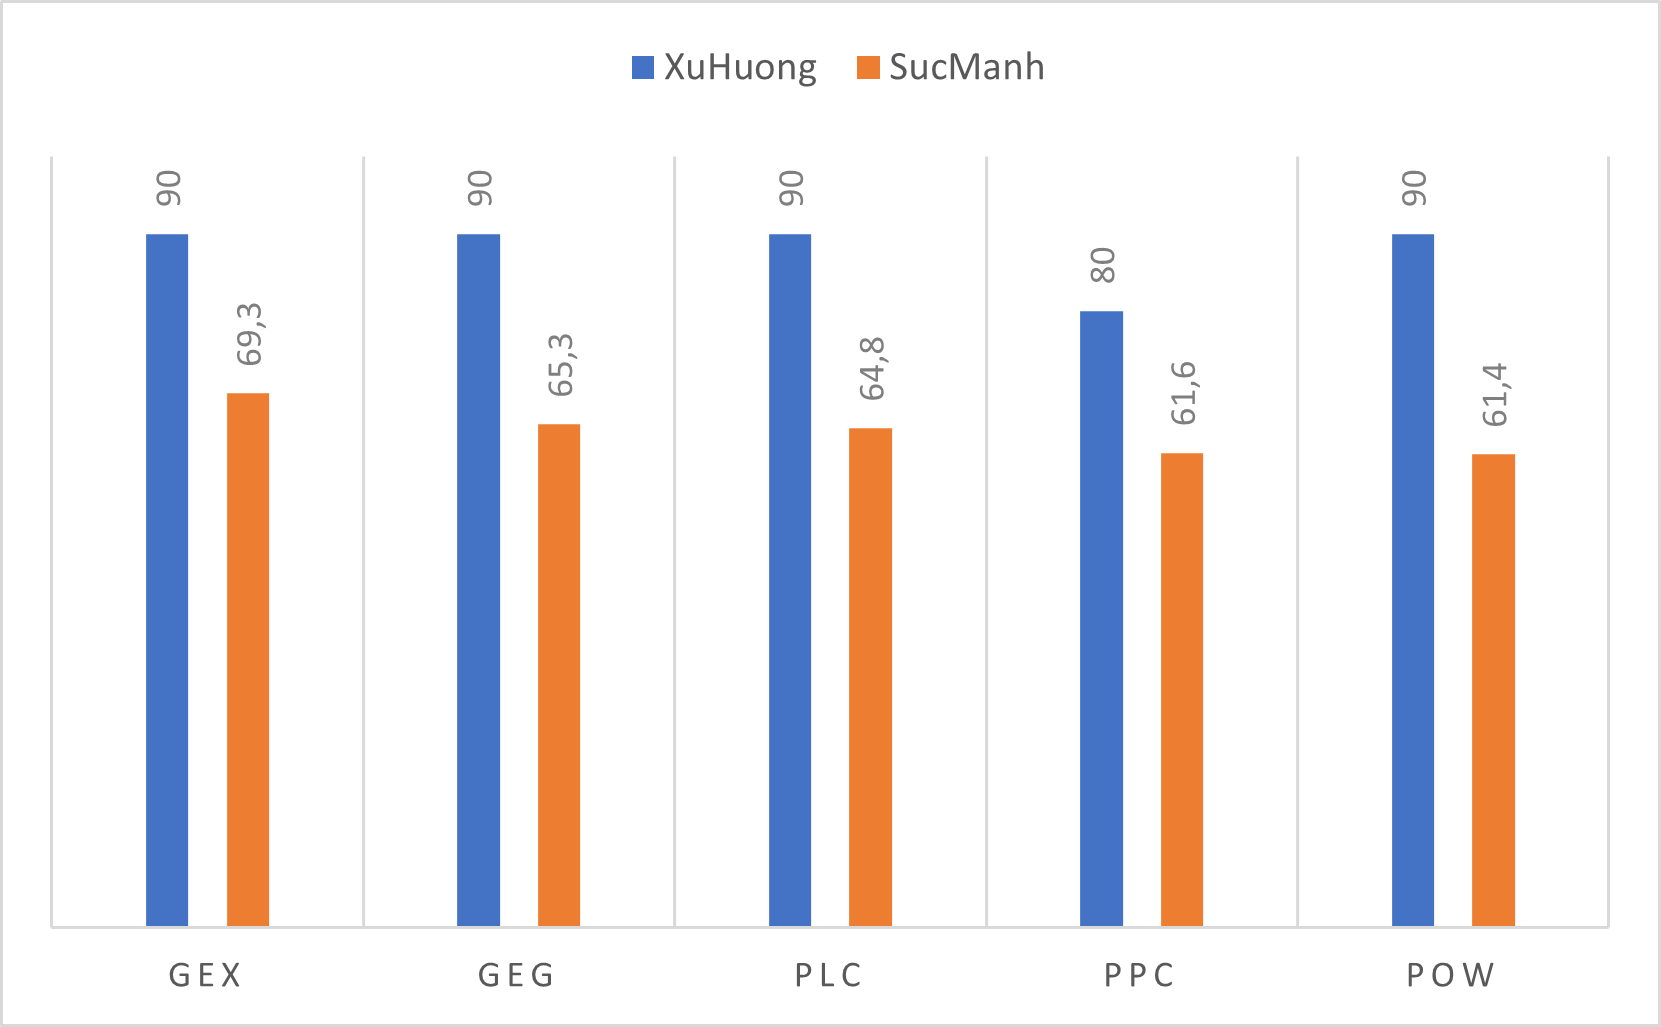 XuHuong SucManh
90 69,3 90 65,3 90 64,8 80 61,6 90 61,4
GEX GEG PLC PPC POW